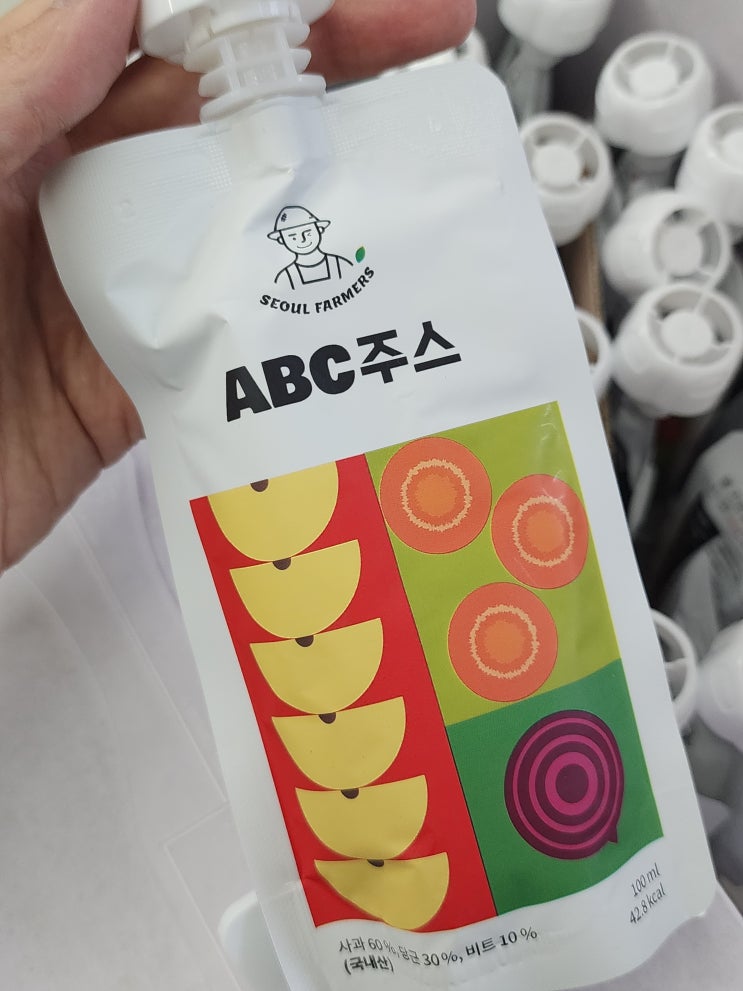 SEOUL FARMERS
ABC주스
100 ml
42.8 kcal
사과 60%, 당근 30%, 비트 10%
(국내산)